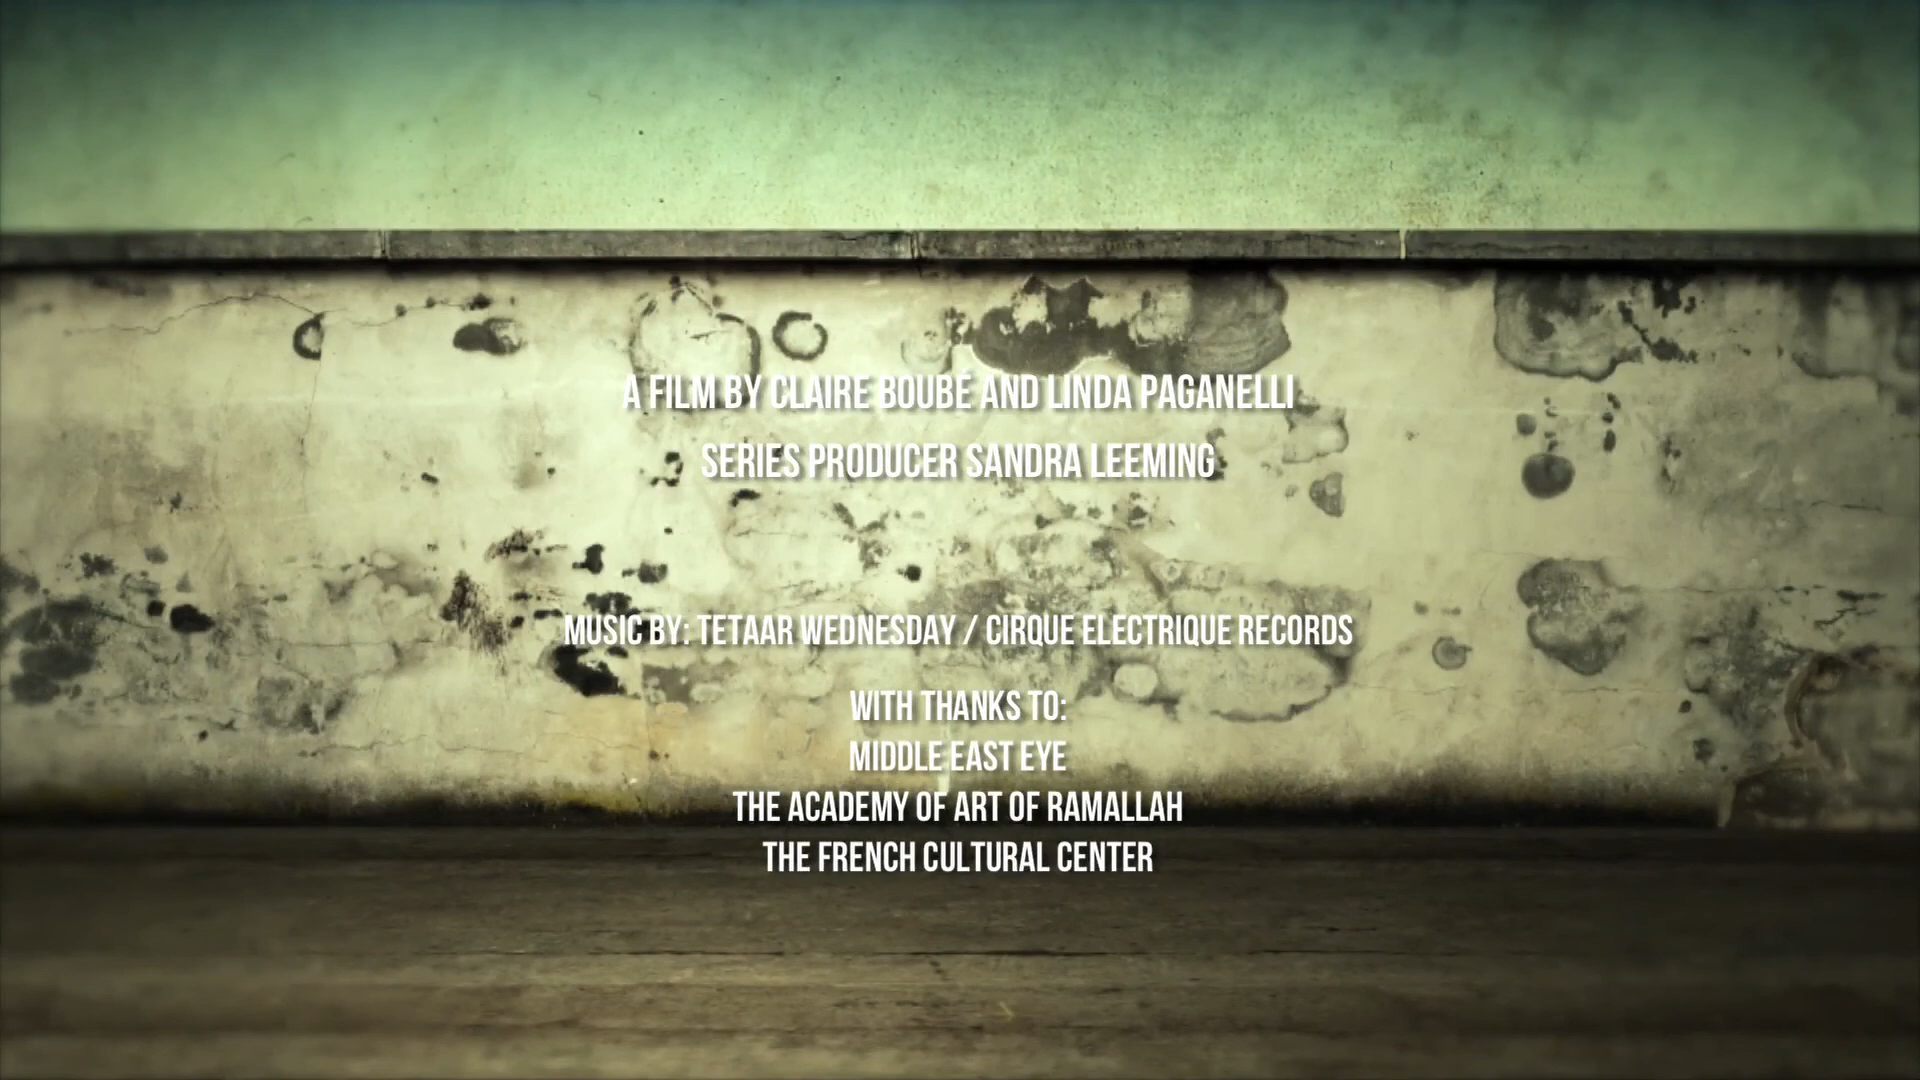 A FILM BY CLAIRE BOUBÉ AND LINDA PAGANELLI
SERIES PRODUCER SANDRA LEEMING
MUSIC BY: TETAAR WEDNESDAY / CIRQUE ELECTRIQUE RECORDS
WITH THANKS TO:
MIDDLE EAST EYE
THE ACADEMY OF ART OF RAMALLAH
THE FRENCH CULTURAL CENTER